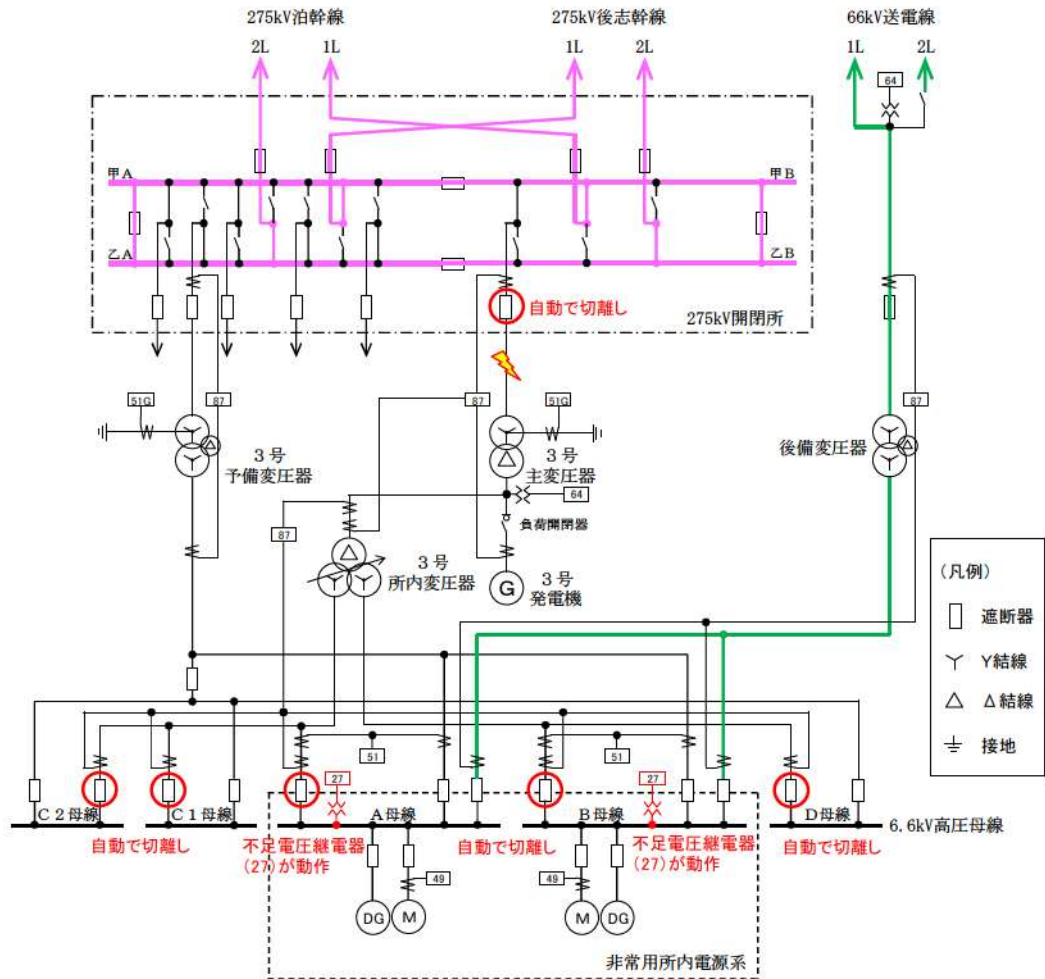 275kV泊幹線
275kV後志幹線
66kV送電線
2L
1L
1L
2L
1L
2L
64
甲A
甲B
乙A
乙B
自動で切離し
275kV開閉所
51G
87
87
51G
87
3号
予備変圧器
3号
主変圧器
後備変圧器
64
87
負荷開閉器
3号
所内変圧器
G
3号
発電機
(凡例)
遮断器
Y結線
Δ結線
接地
51
51
27
27
C2母線
C1母線
A母線
B母線
D母線
6.6kV高圧母線
自動で切離し
不足電圧継電器
(27)が動作
自動で切離し
不足電圧継電器
(27)が動作
自動で切離し
49
49
DG
M
M
DG
非常用所内電源系